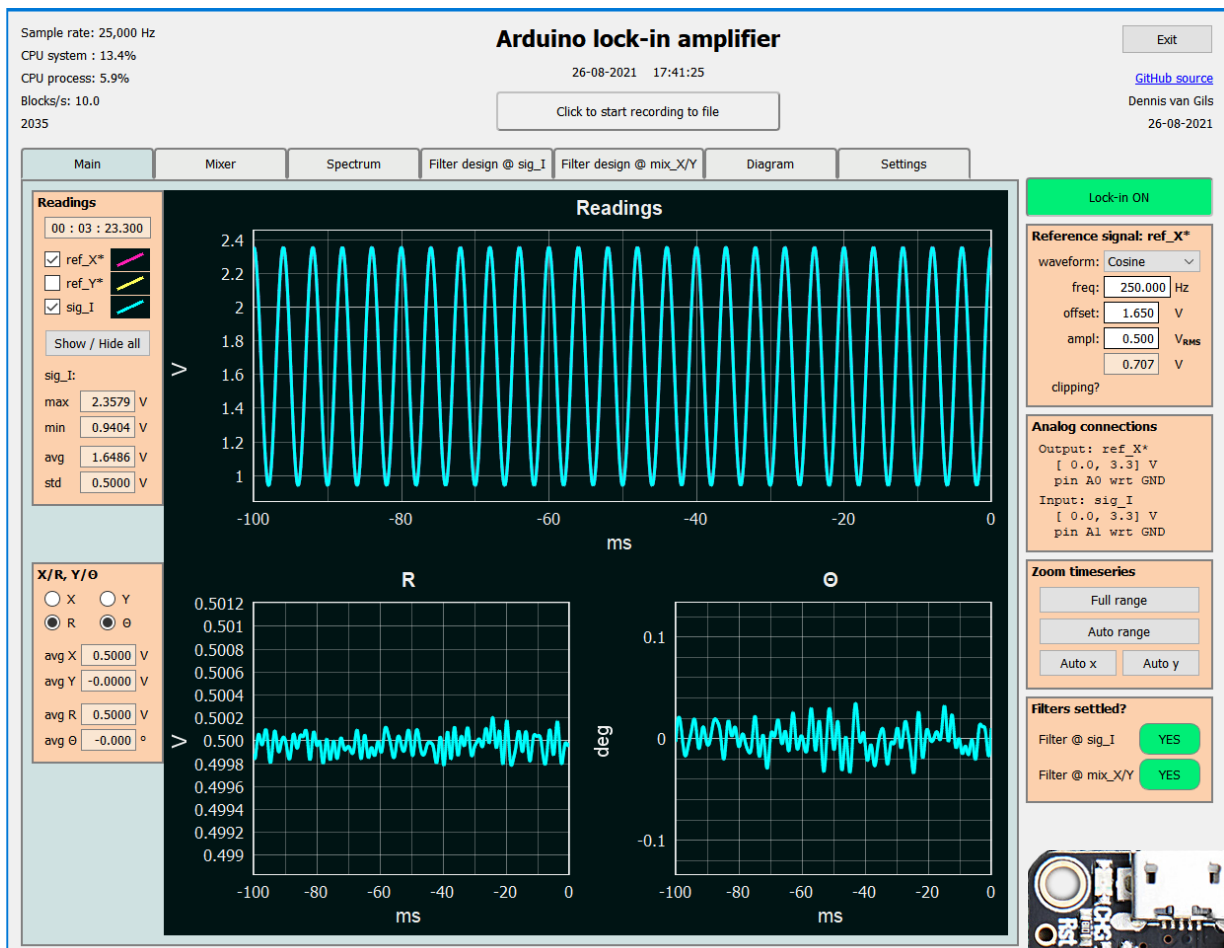 Sample rate: 25,000 Hz
CPU system : 13.4%
CPU process: 5.9%
Blocks/s: 10.0
2035
Arduino lock-in amplifier
26-08-2021 17:41:25
Click to start recording to file
Exit
GitHub source
Dennis van Gils
26-08-2021
Main Mixer Spectrum Filter design @ sig_I Filter design @ mix_X/Y Diagram Settings
Readings
00 : 03 : 23.300
ref_X*
ref_Y*
sig_I
Show / Hide all
sig_I:
max 2.3579 V
min 0.9404 V
avg 1.6486 V
std 0.5000 V
X/R, Y/Θ
X Y
R Θ
avg X 0.5000 V
avg Y -0.0000 V
avg R 0.5000 V
avg Θ -0.000 °
Readings
V
2.4
2.2
2
1.8
1.6
1.4
1.2
1
-100 -80 -60 -40 -20 0
ms
R
V
0.5012
0.501
0.5008
0.5006
0.5004
0.5002
0.500
0.4998
0.4996
0.4994
0.4992
0.499
-100 -80 -60 -40 -20 0
ms
Θ
deg
0.1
0
-0.1
-100 -80 -60 -40 -20 0
ms
Lock-in ON
Reference signal: ref_X*
waveform: Cosine
freq: 250.000 Hz
offset: 1.650 V
ampl: 0.500 VRMS
0.707 V
clipping?
Analog connections
Output: ref_X*
[ 0.0, 3.3] V
pin A0 wrt GND
Input: sig_I
[ 0.0, 3.3] V
pin A1 wrt GND
Zoom timeseries
Full range
Auto range
Auto x Auto y
Filters settled?
Filter @ sig_I YES
Filter @ mix_X/Y YES